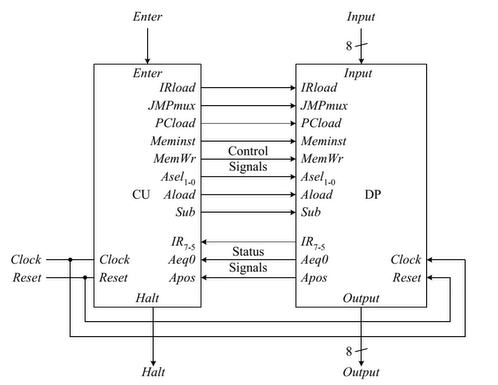 Enter Input
8
Enter Input
IRload IRload
JMPmux JMPmux
PCload PCload
Meminst Meminst
MemWr Control MemWr
Asel1-0 Signals Asel1-0
CU Aload Aload DP
Sub Sub
IR7-5 IR7-5
Clock Clock Aeq0 Status Aeq0 Clock
Reset Reset Apos Signals Apos Reset
Halt Output
8
Halt Output